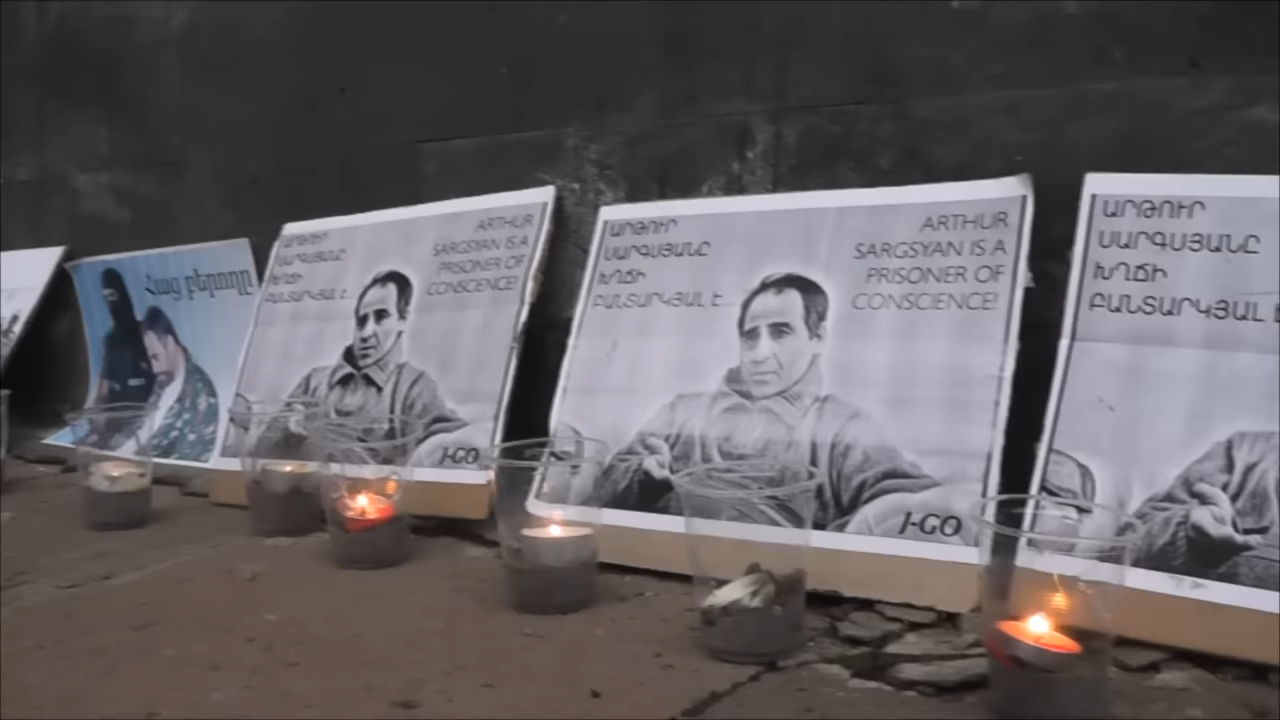 Հաց բերողը
ԱՐԹՈՒՐ
ՍԱՐԳՍՅԱՆԸ
ԽՂՃԻ
ԲԱՆՏԱՐԿՅԱԼ Է...
ARTHUR
SARGSYAN IS A
PRISONER OF
CONSCIENCE!
J-GO
ԱՐԹՈՒՐ
ՍԱՐԳՍՅԱՆԸ
ԽՂՃԻ
ԲԱՆՏԱՐԿՅԱԼ Է...
ARTHUR
SARGSYAN IS A
PRISONER OF
CONSCIENCE!
J-GO
ԱՐԹՈՒՐ
ՍԱՐԳՍՅԱՆԸ
ԽՂՃԻ
ԲԱՆՏԱՐԿՅԱԼ Է